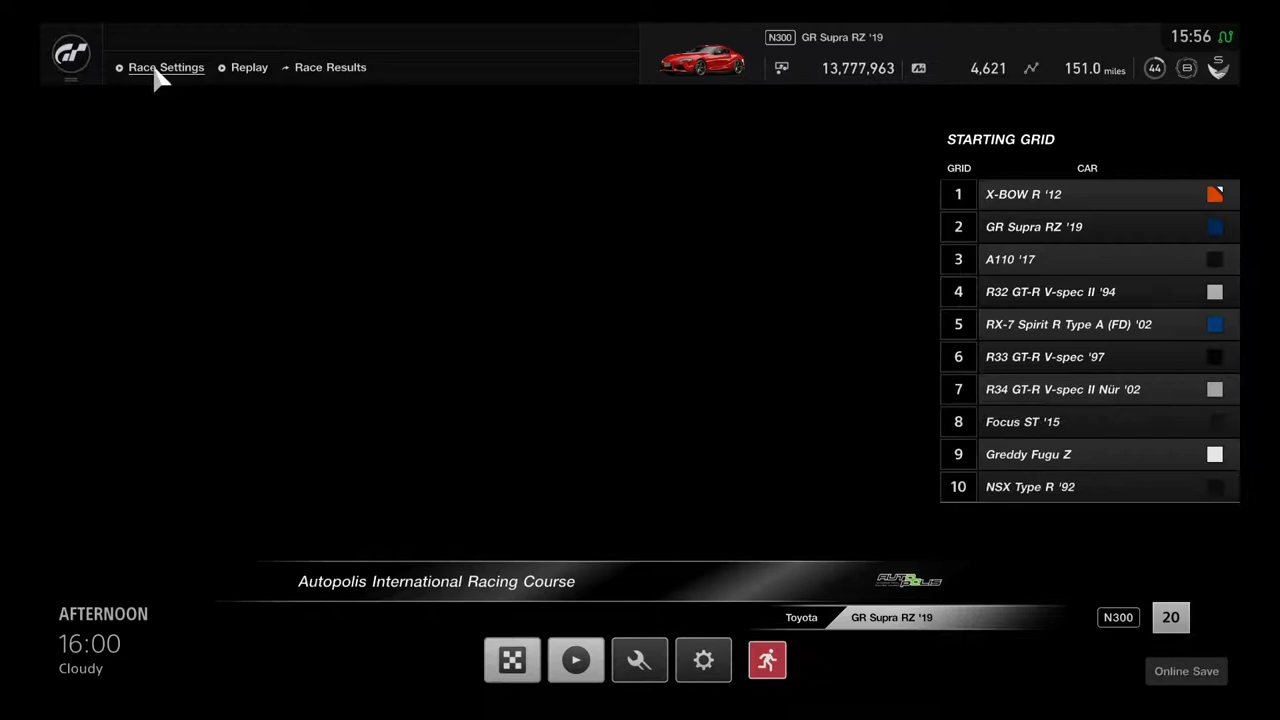 N300 GR Supra RZ '19
15:56
Race Settings Replay Race Results
13,777,963 4,621 151.0 miles 44 B S
STARTING GRID
GRID CAR
1 X-BOW R '12
2 GR Supra RZ '19
3 A110 '17
4 R32 GT-R V-spec II '94
5 RX-7 Spirit R Type A (FD) '02
6 R33 GT-R V-spec '97
7 R34 GT-R V-spec II Nür '02
8 Focus ST '15
9 Greddy Fugu Z
10 NSX Type R '92
Autopolis International Racing Course AUTOPOLIS
AFTERNOON
16:00
Cloudy
Toyota GR Supra RZ '19 N300 20
Online Save